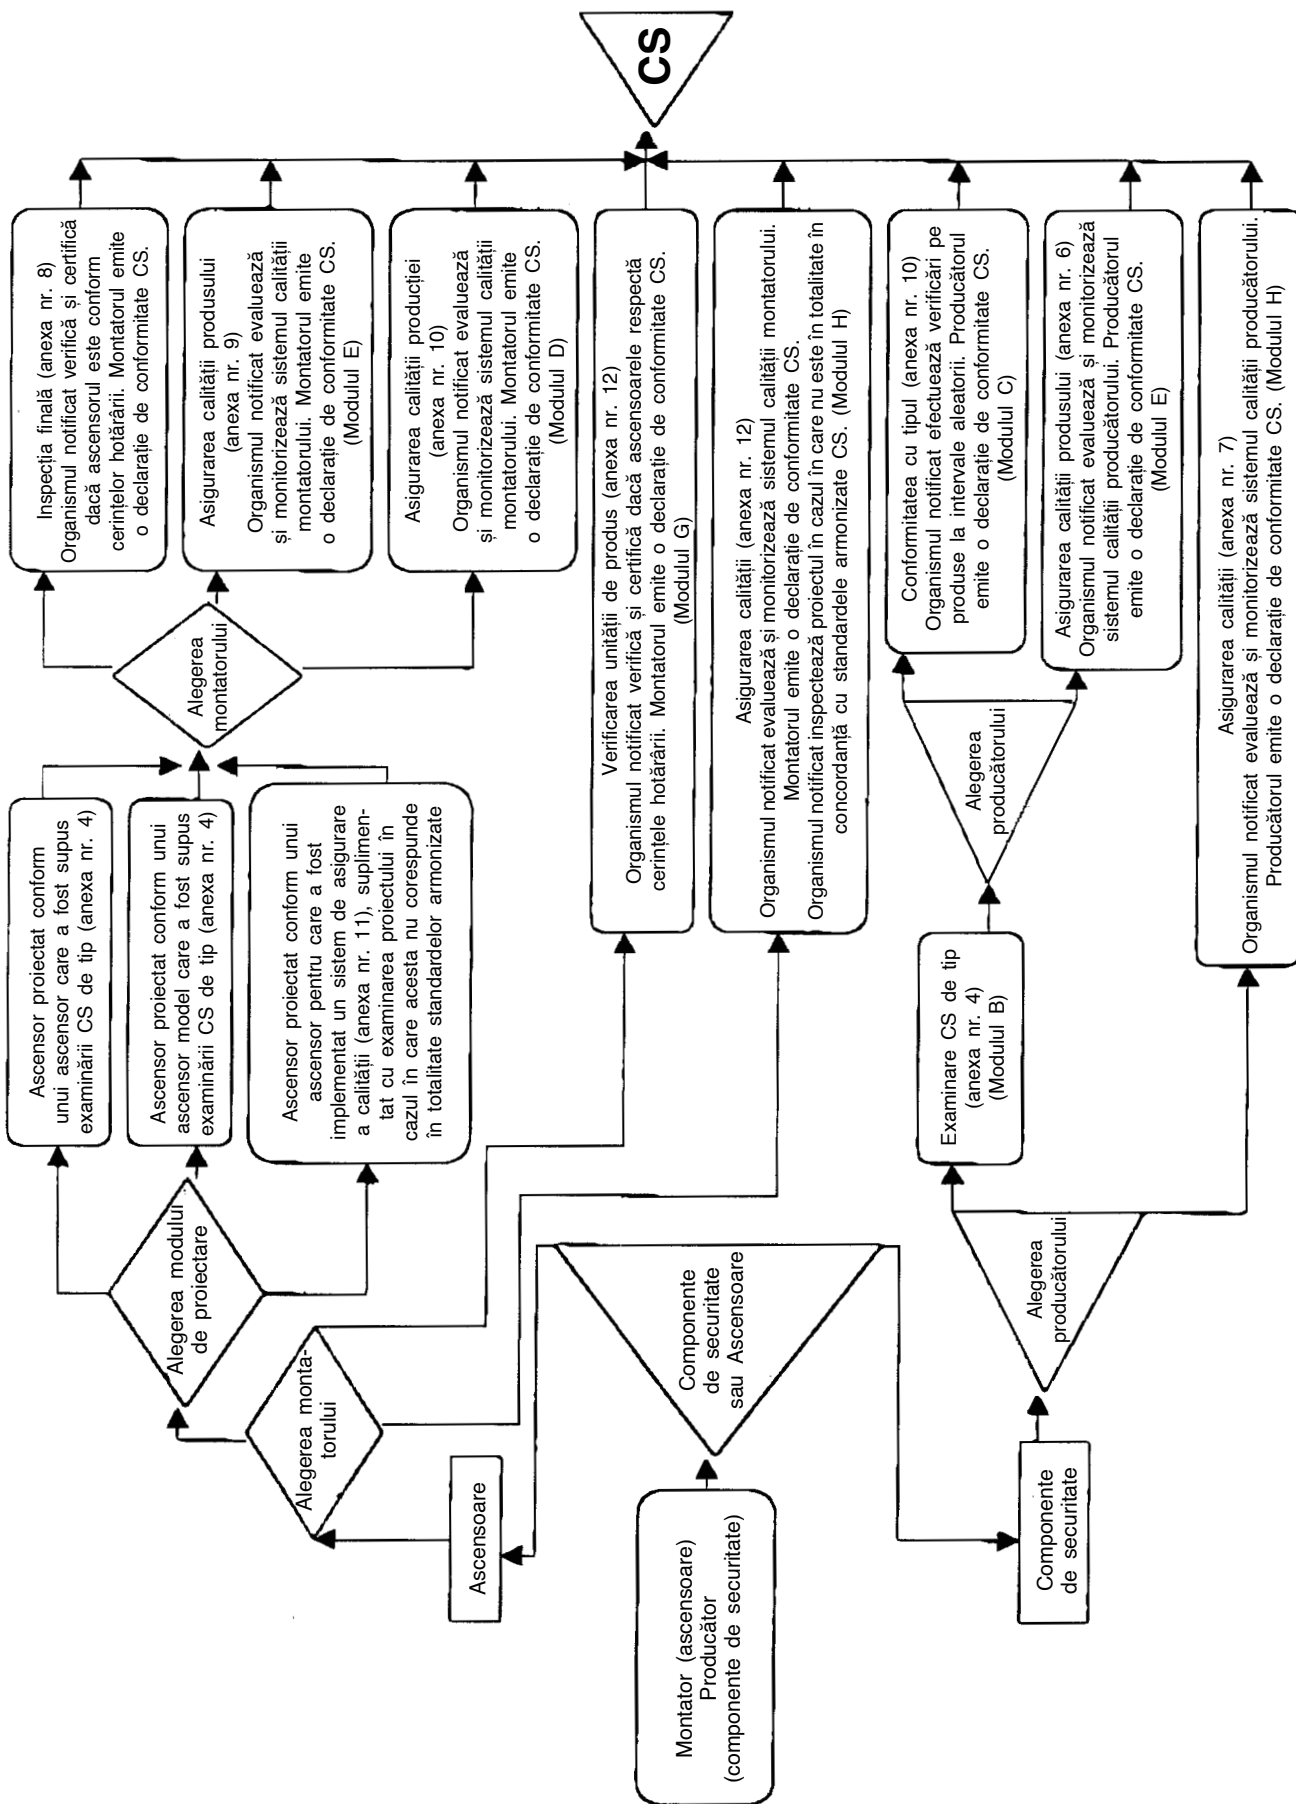 Montator (ascensoare)
Producător
(componente de securitate)
Componente
de securitate
sau Ascensoare
Ascensoare
Alegerea monta-
torului
Alegerea modului
de proiectare
Ascensor proiectat conform
unui ascensor care a fost supus
examinării CS de tip (anexa nr. 4)
Ascensor proiectat conform unui
ascensor model care a fost supus
examinării CS de tip (anexa nr. 4)
Ascensor proiectat conform unui
ascensor pentru care a fost
implementat un sistem de asigurare
a calității (anexa nr. 11), suplimen-
tat cu examinarea proiectului în
cazul în care acesta nu corespunde
în totalitate standardelor armonizate
Alegerea
montatorului
Inspecția finală (anexa nr. 8)
Organismul notificat verifică și certifică
dacă ascensorul este conform
cerințelor hotărârii. Montatorul emite
o declarație de conformitate CS.
Asigurarea calității produsului
(anexa nr. 9)
Organismul notificat evaluează
și monitorizează sistemul calității
montatorului. Montatorul emite
o declarație de conformitate CS.
(Modulul E)
Asigurarea calității producției
(anexa nr. 10)
Organismul notificat evaluează
și monitorizează sistemul calității
montatorului. Montatorul emite
o declarație de conformitate CS.
(Modulul D)
Verificarea unității de produs (anexa nr. 12)
Organismul notificat verifică și certifică dacă ascensoarele respectă
cerințele hotărârii. Montatorul emite o declarație de conformitate CS.
(Modulul G)
Asigurarea calității (anexa nr. 12)
Organismul notificat evaluează și monitorizează sistemul calității montatorului.
Montatorul emite o declarație de conformitate CS.
Organismul notificat inspectează proiectul în cazul în care nu este în totalitate în
concordanță cu standardele armonizate CS. (Modulul H)
Componente
de securitate
Alegerea
producătorului
Examinare CS de tip
(anexa nr. 4)
(Modulul B)
Alegerea
producătorului
Conformitatea cu tipul (anexa nr. 10)
Organismul notificat efectuează verificări pe
produse la intervale aleatorii. Producătorul
emite o declarație de conformitate CS.
(Modulul C)
Asigurarea calității produsului (anexa nr. 6)
Organismul notificat evaluează și monitorizează
sistemul calității producătorului. Producătorul
emite o declarație de conformitate CS.
(Modulul E)
Asigurarea calității (anexa nr. 7)
Organismul notificat evaluează și monitorizează sistemul calității producătorului.
Producătorul emite o declarație de conformitate CS. (Modulul H)
CS